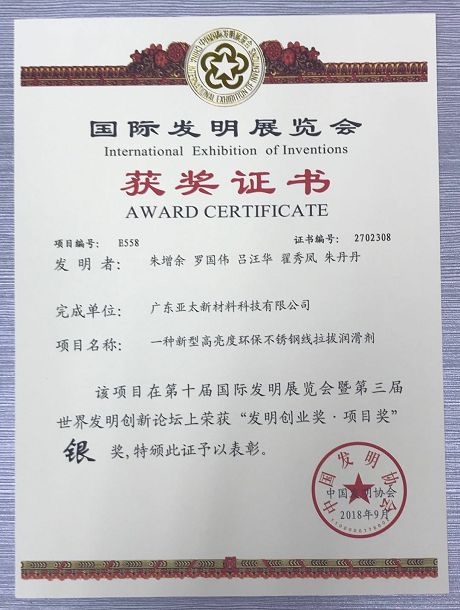 国际发明展览会
International Exhibition of Inventions
获奖证书
AWARD CERTIFICATE
项目编号: E558 证书编号: 2702308
发明者: 朱增余 罗国伟 吕汪华 翟秀凤 朱丹丹
完成单位: 广东亚太新材料科技有限公司
项目名称: 一种新型高亮度环保不锈钢线拉拔润滑剂
该项目在第十届国际发明展览会暨第三届
世界发明创新论坛上荣获“发明创业奖·项目奖”
银 奖,特颁此证予以表彰。
中国发明协会
中国发明协会
2018年9月